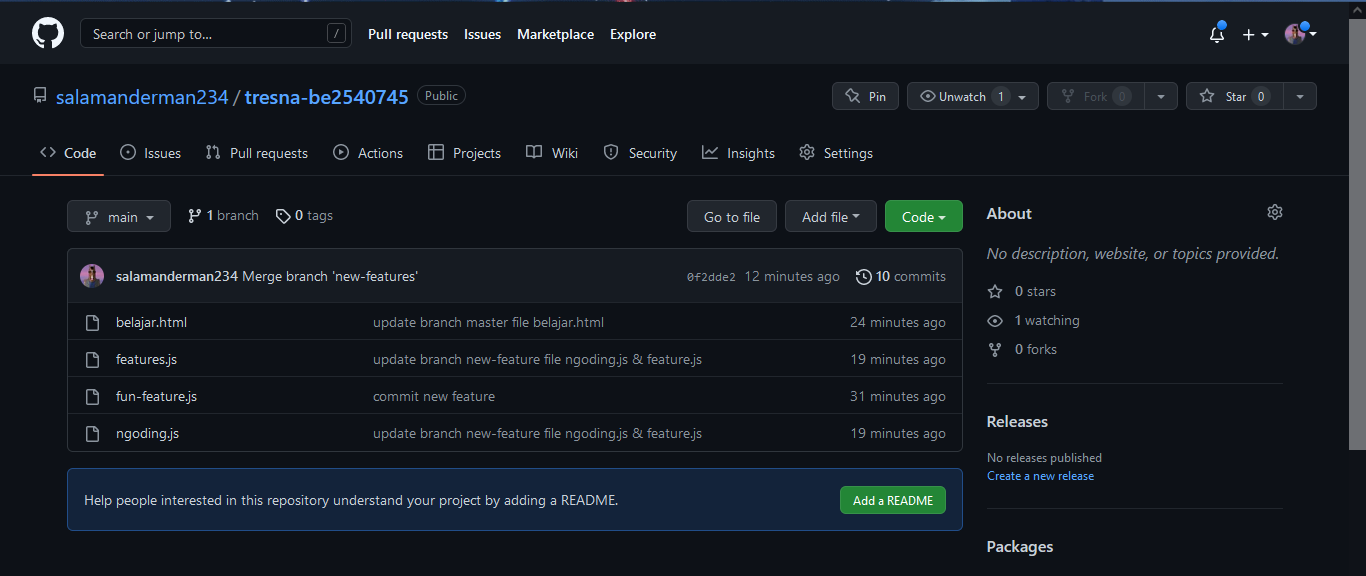 Search or jump to... /
Pull requests Issues Marketplace Explore
salamanderman234 / tresna-be2540745 Public
Pin Unwatch 1 Fork 0 Star 0
Code Issues Pull requests Actions Projects Wiki Security Insights Settings
main 1 branch 0 tags Go to file Add file Code
salamanderman234 Merge branch 'new-features' 0f2dde2 12 minutes ago 10 commits
belajar.html update branch master file belajar.html 24 minutes ago
features.js update branch new-feature file ngoding.js & feature.js 19 minutes ago
fun-feature.js commit new feature 31 minutes ago
ngoding.js update branch new-feature file ngoding.js & feature.js 19 minutes ago
Help people interested in this repository understand your project by adding a README. Add a README
About
No description, website, or topics provided.
0 stars
1 watching
0 forks
Releases
No releases published
Create a new release
Packages